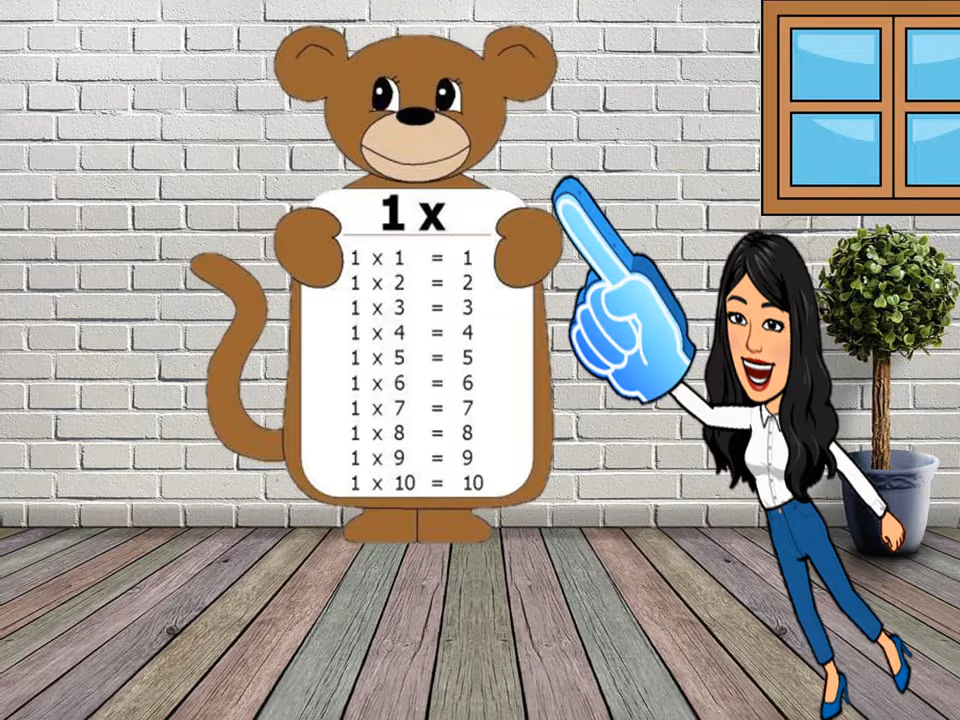 1 x
1 x 1 = 1
1 x 2 = 2
1 x 3 = 3
1 x 4 = 4
1 x 5 = 5
1 x 6 = 6
1 x 7 = 7
1 x 8 = 8
1 x 9 = 9
1 x 10 = 10